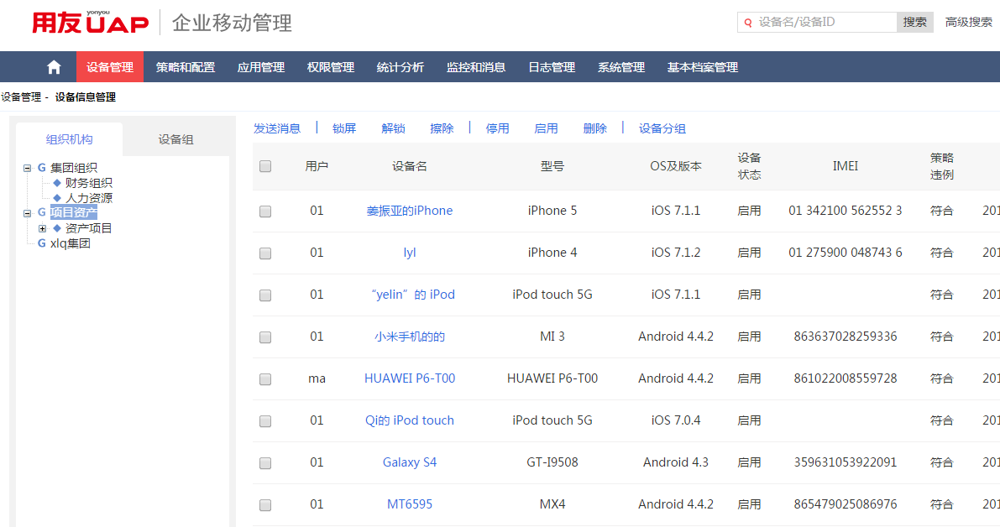 用友 yonyou UAP 企业移动管理 设备名/设备ID 搜索 高级搜索
设备管理 策略和配置 应用管理 权限管理 统计分析 监控和消息 日志管理 系统管理 基本档案管理
设备管理 - 设备信息管理
组织机构 设备组
G 集团组织
财务组织
人力资源
G 项目资产
资产项目
G xlq集团
发送消息 | 锁屏 解锁 擦除 | 停用 启用 删除 | 设备分组
用户 设备名 型号 OS及版本 设备状态 IMEI 策略违例
01 姜振亚的iPhone iPhone 5 iOS 7.1.1 启用 01 342100 562552 3 符合 201
01 lyl iPhone 4 iOS 7.1.2 启用 01 275900 048743 6 符合 201
01 “yelin”的 iPod iPod touch 5G iOS 7.1.1 启用 符合 201
01 小米手机的的 MI 3 Android 4.4.2 启用 863637028259336 符合 201
ma HUAWEI P6-T00 HUAWEI P6-T00 Android 4.4.2 启用 861022008559728 符合 201
01 Qi的 iPod touch iPod touch 5G iOS 7.0.4 启用 符合 201
01 Galaxy S4 GT-I9508 Android 4.3 启用 359631053922091 符合 201
01 MT6595 MX4 Android 4.4.2 启用 865479025086976 符合 201